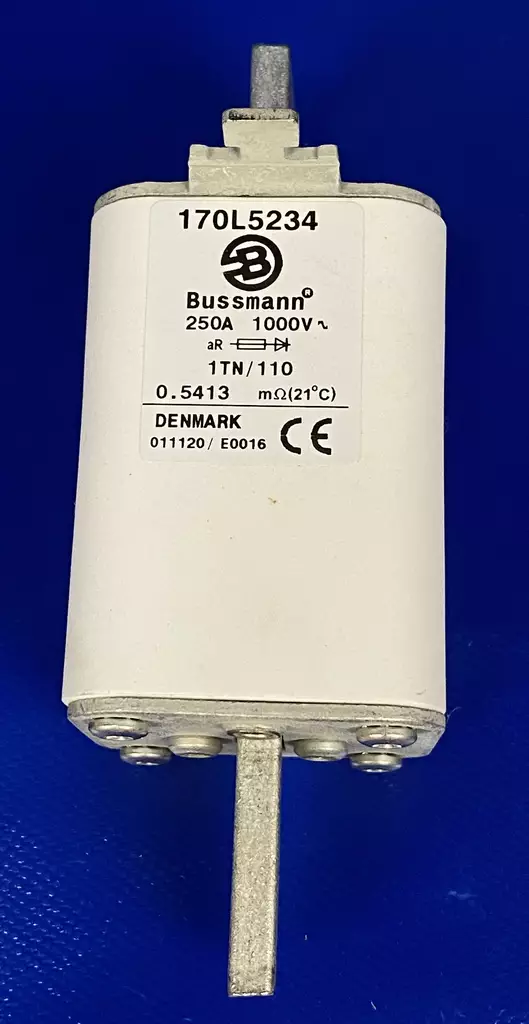 170L5234
B
Bussmann®
250A 1000V~
aR
1TN/110
0.5413 mΩ(21°C)
DENMARK
011120/ E0016 CE